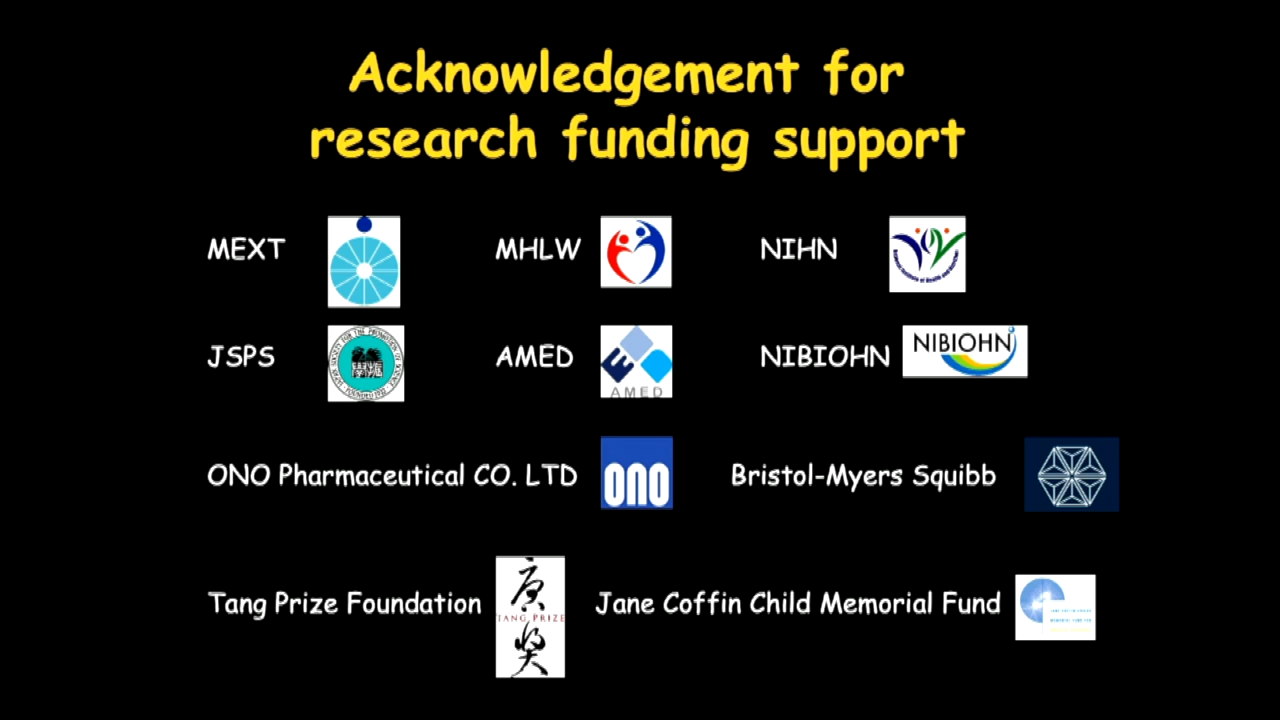 Acknowledgement for
research funding support
MEXT
MHLW
NIHN
JSPS
AMED
AMED
NIBIOHN
NIBIOHN
ONO Pharmaceutical CO. LTD
ono
Bristol-Myers Squibb
Tang Prize Foundation
唐
TANG PRIZE
獎
Jane Coffin Child Memorial Fund